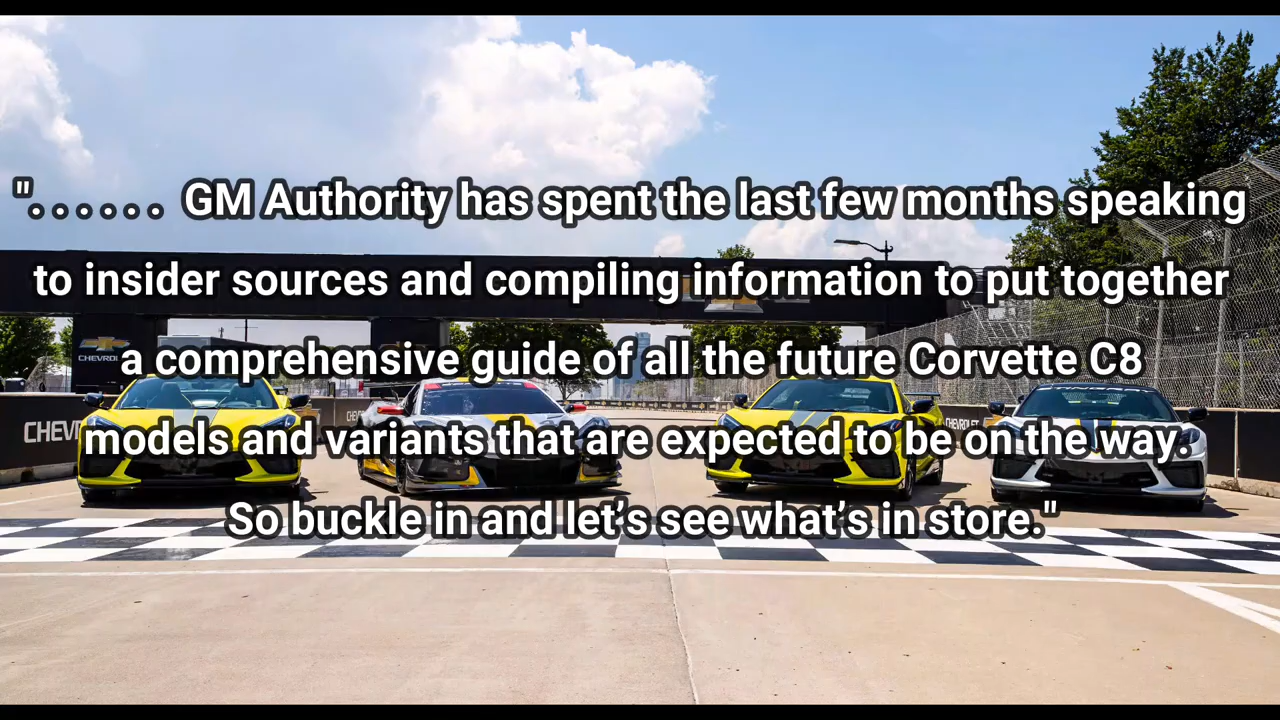 "...... GM Authority has spent the last few months speaking
to insider sources and compiling information to put together
a comprehensive guide of all the future Corvette C8
models and variants that are expected to be on the way.
So buckle in and let’s see what’s in store."